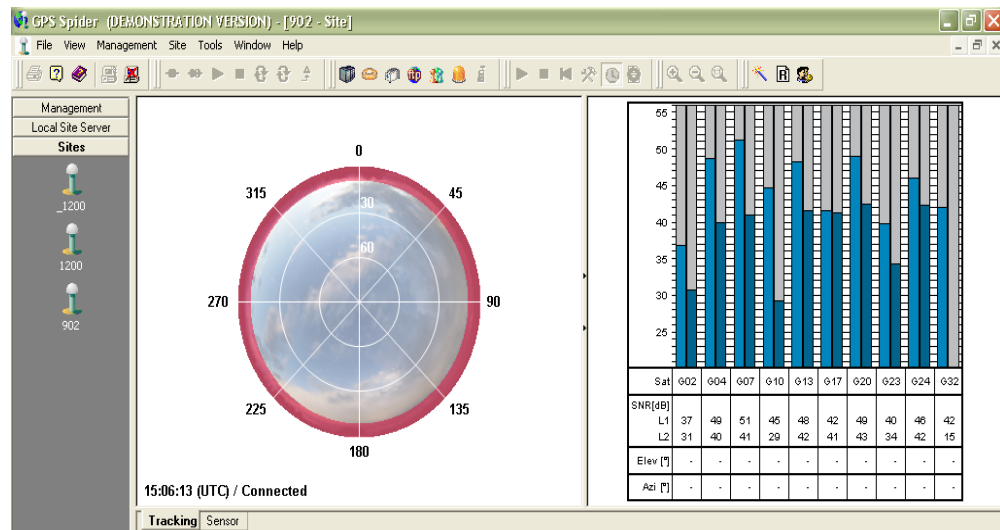 GPS Spider (DEMONSTRATION VERSION) - [902 - Site]
File View Management Site Tools Window Help
Management
Local Site Server
Sites
_1200
1200
902
0
45
90
135
180
225
270
315
30
60
15:06:13 (UTC) / Connected
Tracking Sensor
55
50
45
40
35
30
25
Sat G02 G04 G07 G10 G13 G17 G20 G23 G24 G32
SNR[dB]
L1 37 49 51 45 48 42 49 40 46 42
L2 31 40 41 29 42 41 43 34 42 15
Elev [°] - - - - - - - - - -
Azi [°] - - - - - - - - - -